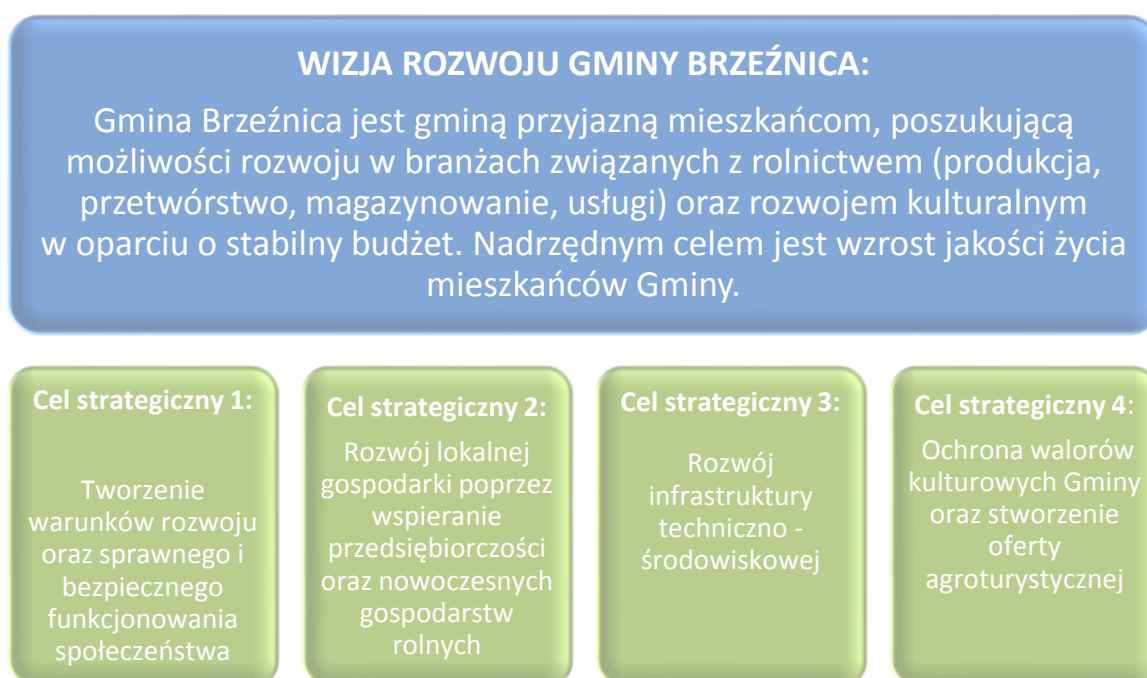 WIZJA ROZWOJU GMINY BRZEŹNICA:
Gmina Brzeźnica jest gminą przyjazną mieszkańcom, poszukującą
możliwości rozwoju w branżach związanych z rolnictwem (produkcja,
przetwórstwo, magazynowanie, usługi) oraz rozwojem kulturalnym
w oparciu o stabilny budżet. Nadrzędnym celem jest wzrost jakości życia
mieszkańców Gminy.
Cel strategiczny 1:
Tworzenie
warunków rozwoju
oraz sprawnego i
bezpiecznego
funkcjonowania
społeczeństwa
Cel strategiczny 2:
Rozwój lokalnej
gospodarki poprzez
wspieranie
przedsiębiorczości
oraz nowoczesnych
gospodarstw
rolnych
Cel strategiczny 3:
Rozwój
infrastruktury
techniczno -
środowiskowej
Cel strategiczny 4:
Ochrona walorów
kulturowych Gminy
oraz stworzenie
oferty
agroturystycznej